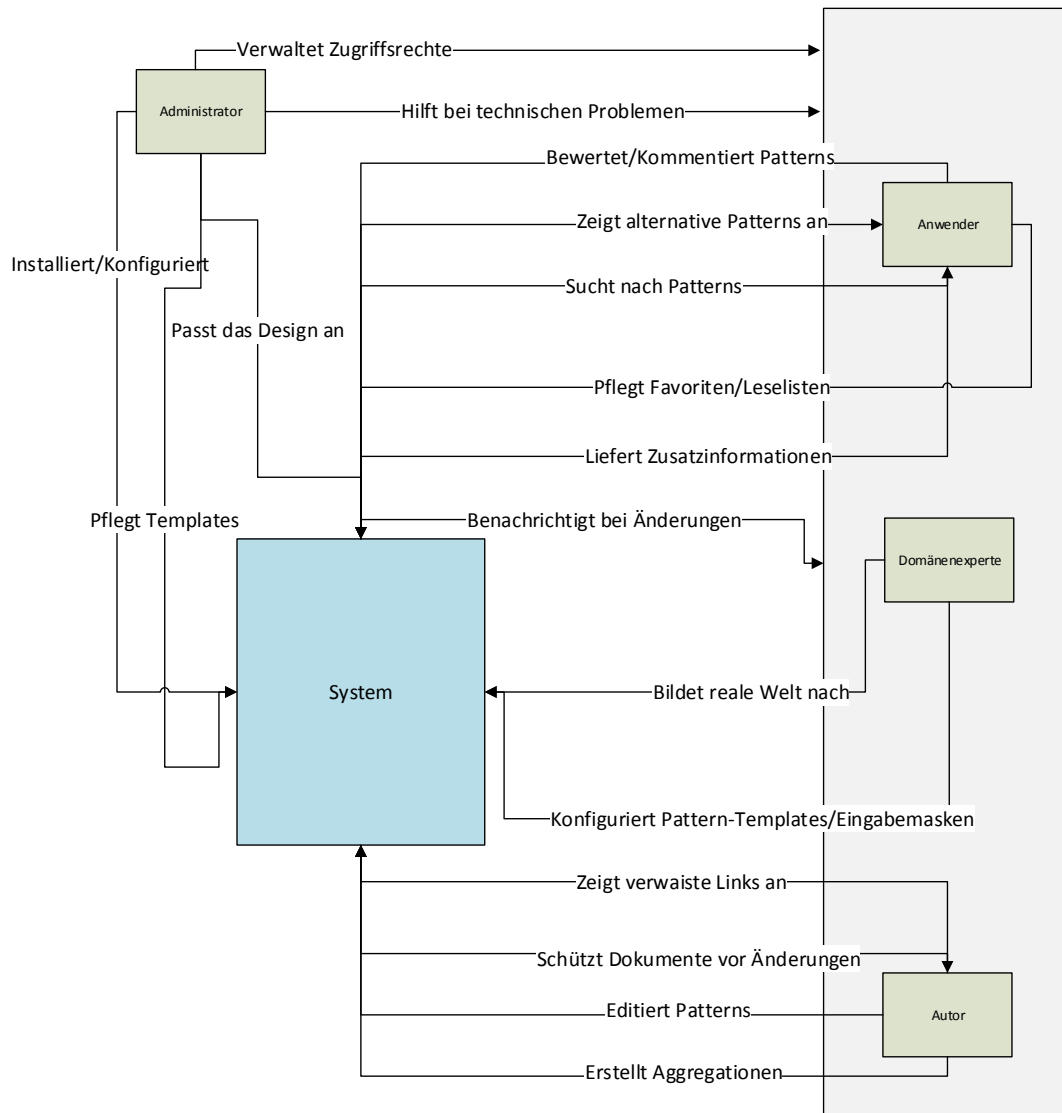 Verwaltet Zugriffsrechte
Administrator
Hilft bei technischen Problemen
Bewertet/Kommentiert Patterns
Zeigt alternative Patterns an
Anwender
Installiert/Konfiguriert
Sucht nach Patterns
Passt das Design an
Pflegt Favoriten/Leselisten
Liefert Zusatzinformationen
Pflegt Templates
Benachrichtigt bei Änderungen
Domänenexperte
System
Bildet reale Welt nach
Konfiguriert Pattern-Templates/Eingabemasken
Zeigt verwaiste Links an
Schützt Dokumente vor Änderungen
Editiert Patterns
Autor
Erstellt Aggregationen